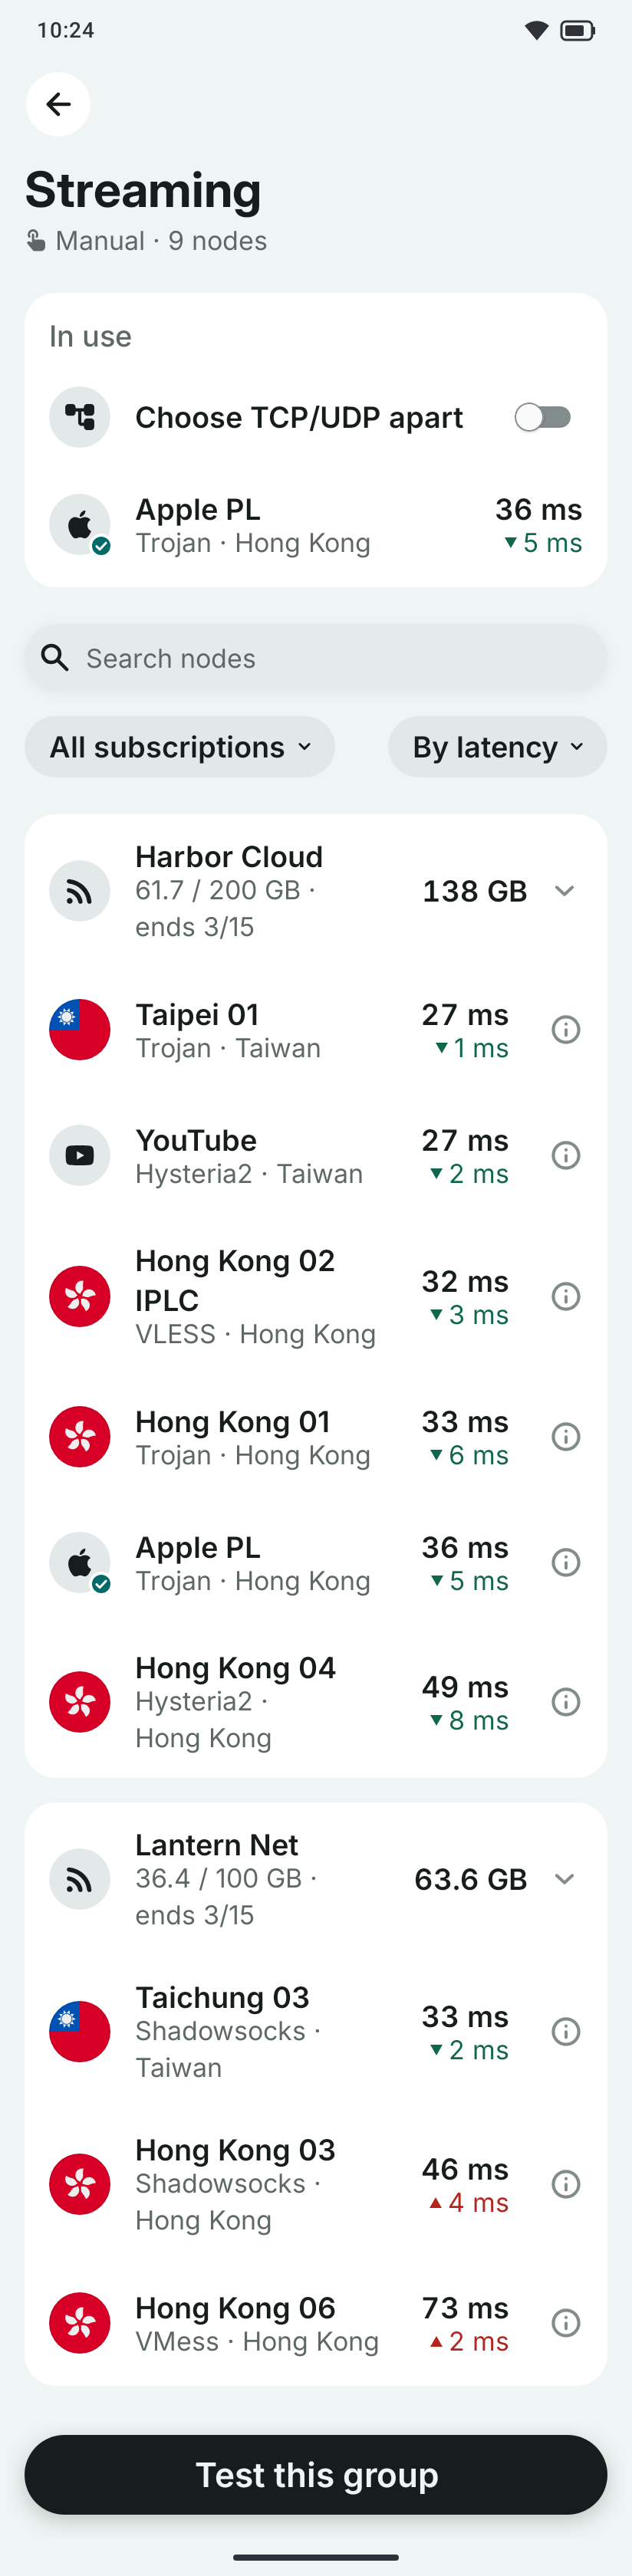 10:24
Streaming
Manual · 9 nodes
In use
Choose TCP/UDP apart
Apple PL
36 ms
Trojan · Hong Kong
▼ 5 ms
Search nodes
All subscriptions
By latency
Harbor Cloud
61.7 / 200 GB ·
ends 3/15
138 GB
Taipei 01
27 ms
Trojan · Taiwan
▼ 1 ms
YouTube
27 ms
Hysteria2 · Taiwan
▼ 2 ms
Hong Kong 02
IPLC
32 ms
VLESS · Hong Kong
▼ 3 ms
Hong Kong 01
33 ms
Trojan · Hong Kong
▼ 6 ms
Apple PL
36 ms
Trojan · Hong Kong
▼ 5 ms
Hong Kong 04
49 ms
Hysteria2 ·
Hong Kong
▼ 8 ms
Lantern Net
36.4 / 100 GB ·
ends 3/15
63.6 GB
Taichung 03
33 ms
Shadowsocks ·
Taiwan
▼ 2 ms
Hong Kong 03
46 ms
Shadowsocks ·
Hong Kong
▲ 4 ms
Hong Kong 06
73 ms
VMess · Hong Kong
▲ 2 ms
Test this group